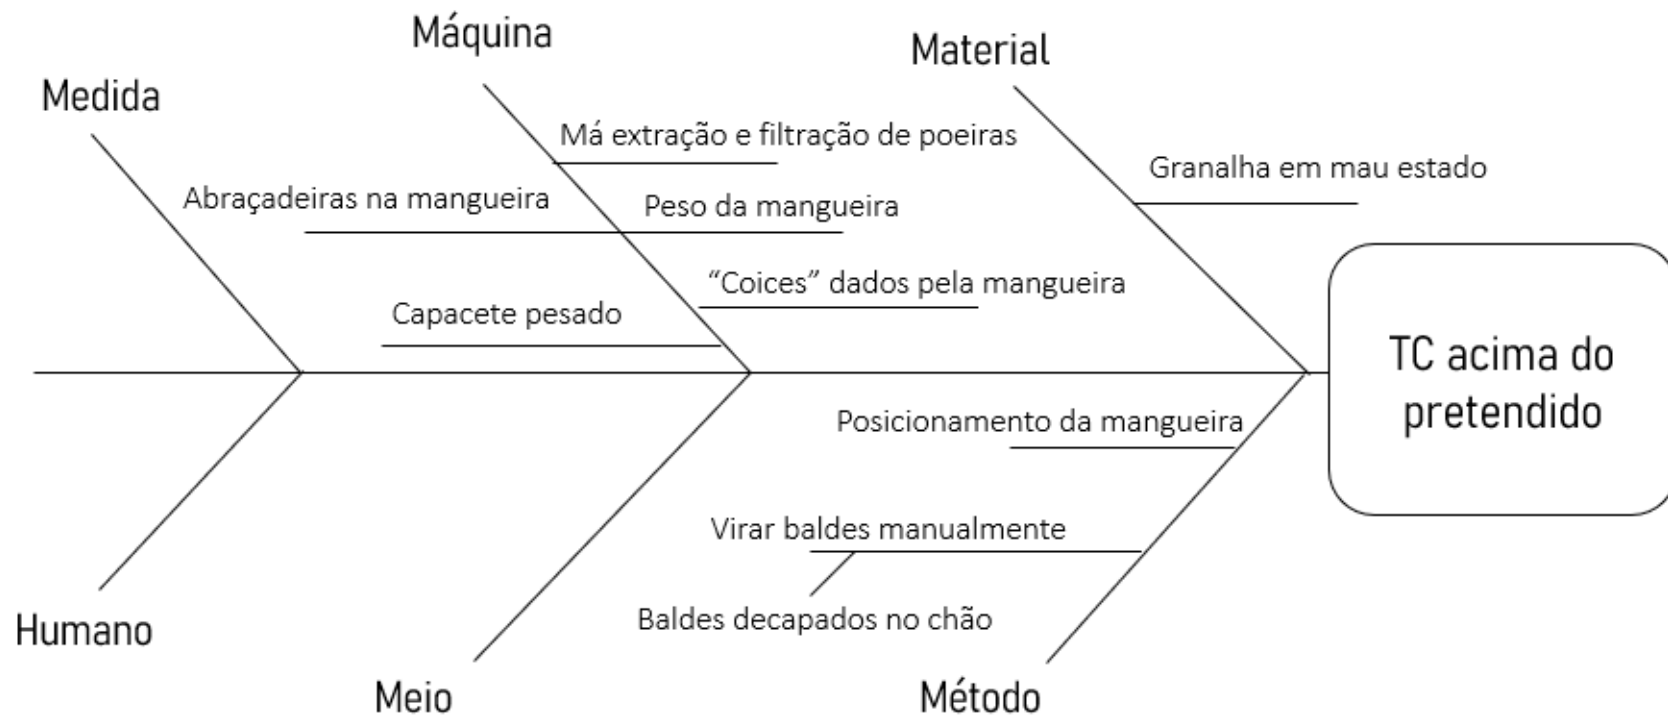 Máquina
Material
Medida
Má extração e filtração de poeiras
Granalha em mau estado
Abraçadeiras na mangueira
Peso da mangueira
“Coices” dados pela mangueira
Capacete pesado
TC acima do
pretendido
Posicionamento da mangueira
Virar baldes manualmente
Baldes decapados no chão
Humano
Meio
Método